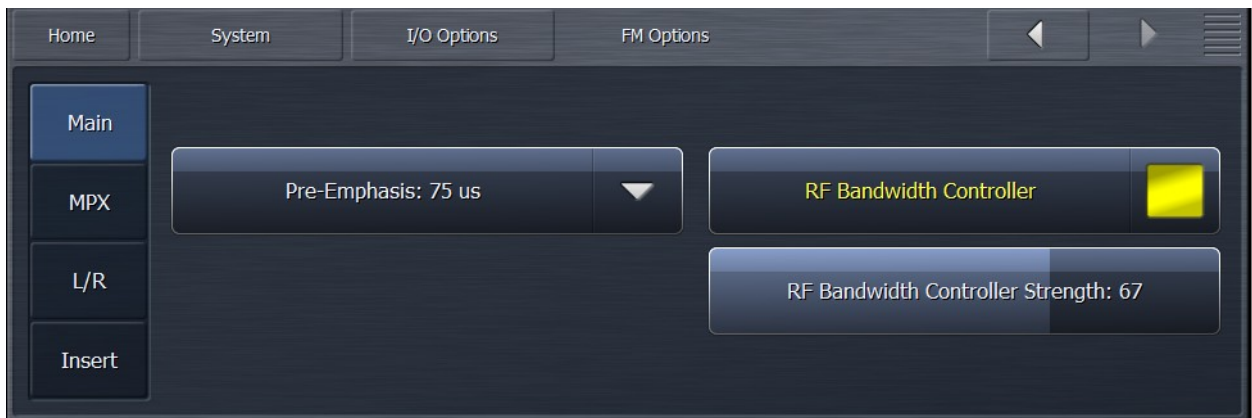 Home
System
I/O Options
FM Options
Main
MPX
L/R
Insert
Pre-Emphasis: 75 us
RF Bandwidth Controller
RF Bandwidth Controller Strength: 67